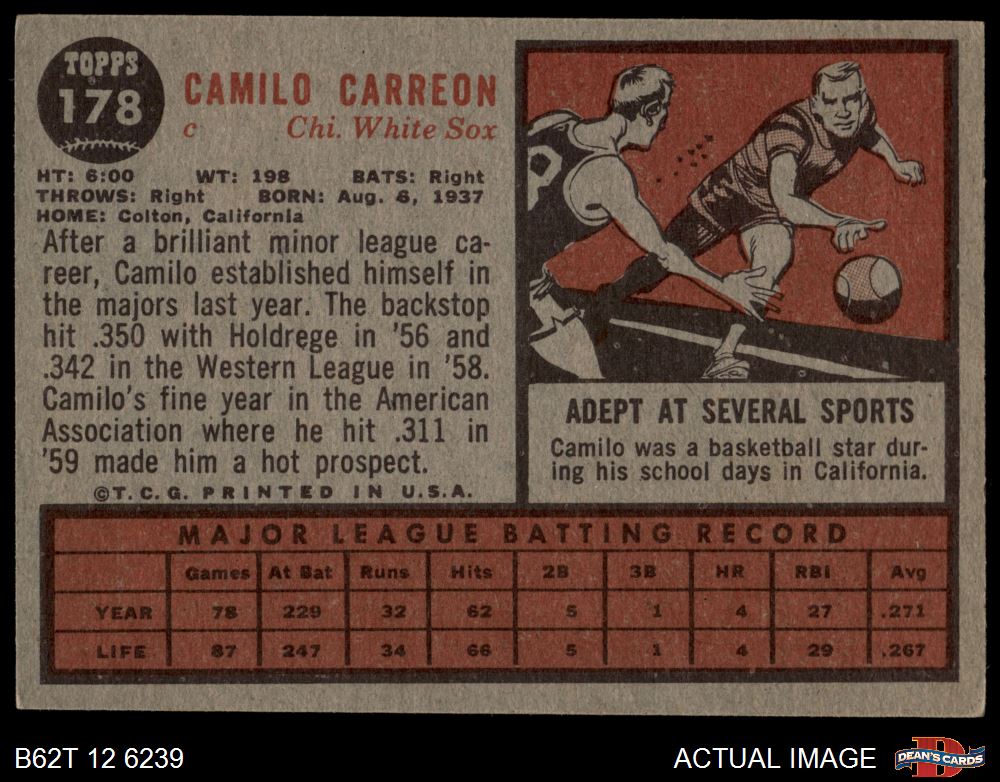 TOPPS
178
CAMILO CARREON
c Chi. White Sox
HT: 6:00 WT: 198 BATS: Right
THROWS: Right BORN: Aug. 6, 1937
HOME: Colton, California
After a brilliant minor league ca-
reer, Camilo established himself in
the majors last year. The backstop
hit .350 with Holdrege in '56 and
.342 in the Western League in '58.
Camilo's fine year in the American
Association where he hit .311 in
'59 made him a hot prospect.
©T.C.G. PRINTED IN U.S.A.
ADEPT AT SEVERAL SPORTS
Camilo was a basketball star dur-
ing his school days in California.
MAJOR LEAGUE BATTING RECORD
Games At Bat Runs Hits 2B 3B HR RBI Avg
YEAR 78 229 32 62 5 1 4 27 .271
LIFE 87 247 34 66 5 1 4 29 .267
B62T 12 6239
ACTUAL IMAGE
D
DEAN'S CARDS